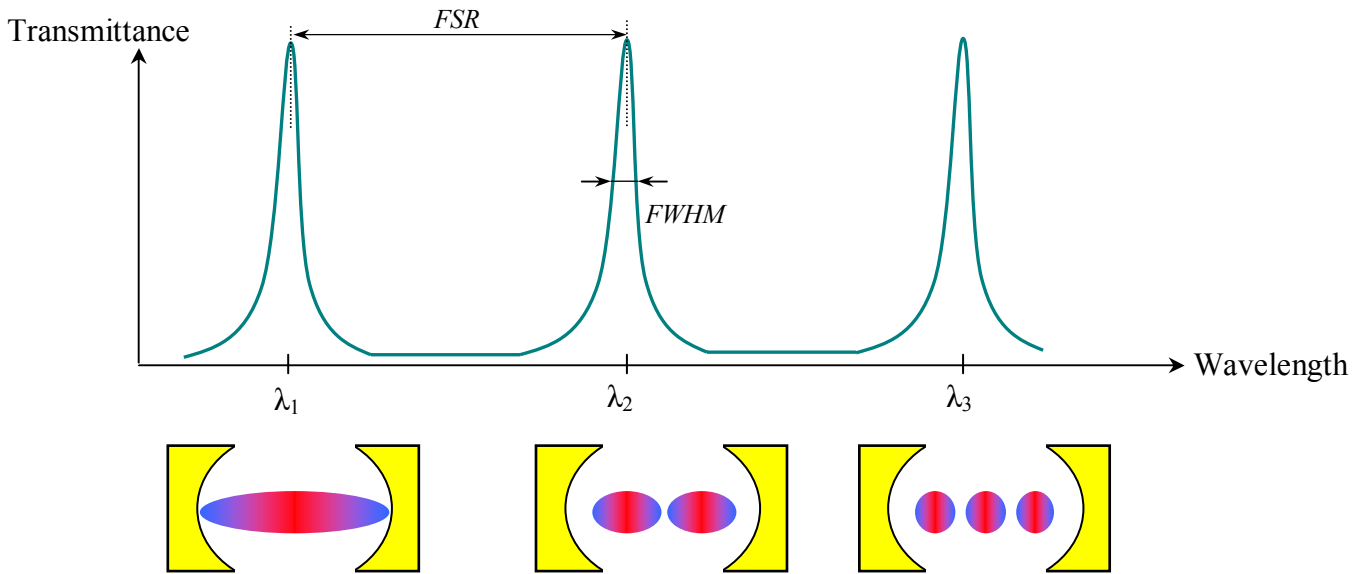 FSR
Transmittance
FWHM
Wavelength
λ₁
λ₂
λ₃